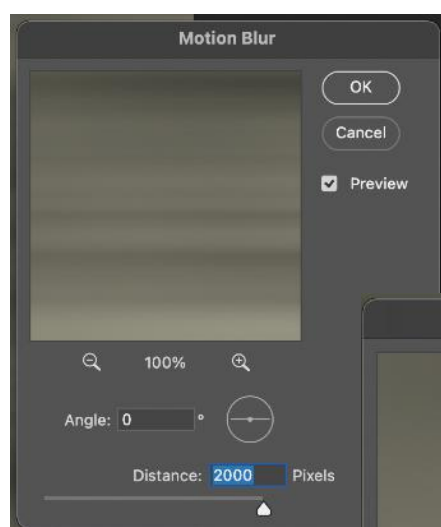 Motion Blur
OK
Cancel
Preview
100%
Angle: 0 °
Distance: 2000 Pixels